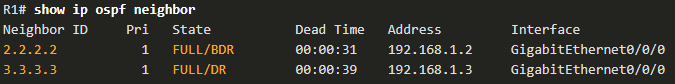 R1# show ip ospf neighbor
Neighbor ID     Pri   State           Dead Time   Address         Interface
2.2.2.2           1   FULL/BDR        00:00:31    192.168.1.2     GigabitEthernet0/0/0
3.3.3.3           1   FULL/DR         00:00:39    192.168.1.3     GigabitEthernet0/0/0